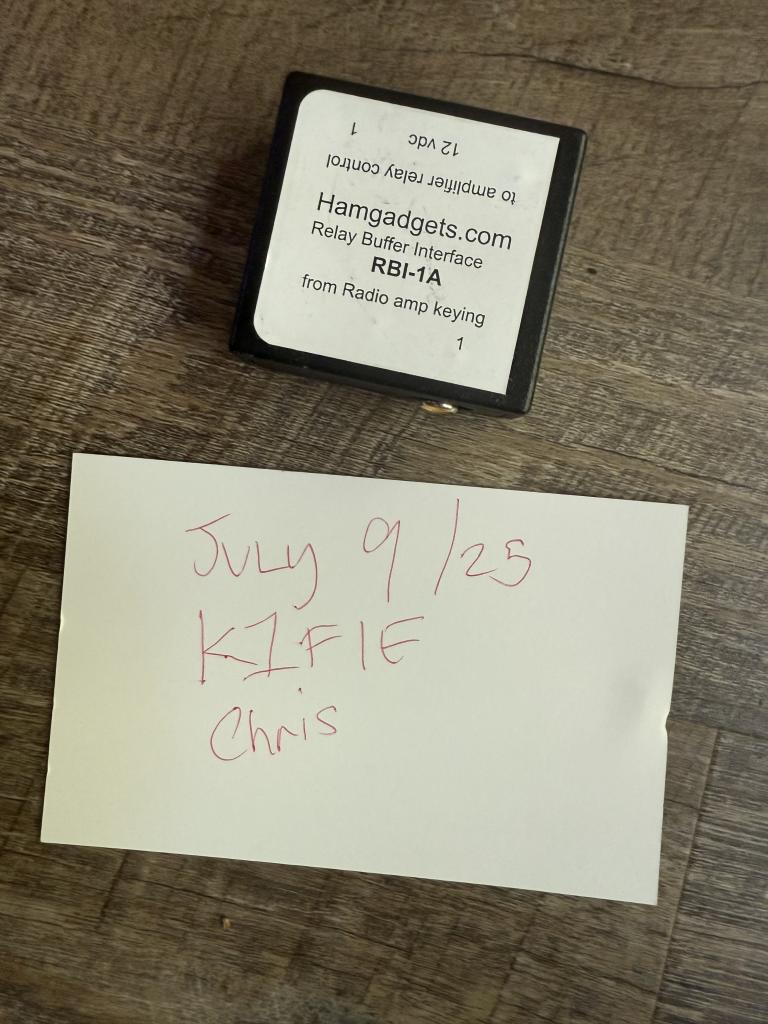 1 12 vdc
to amplifier relay control
Hamgadgets.com
Relay Buffer Interface
RBI-1A
from Radio amp keying
1
July 9/25
K1FIE
Chris